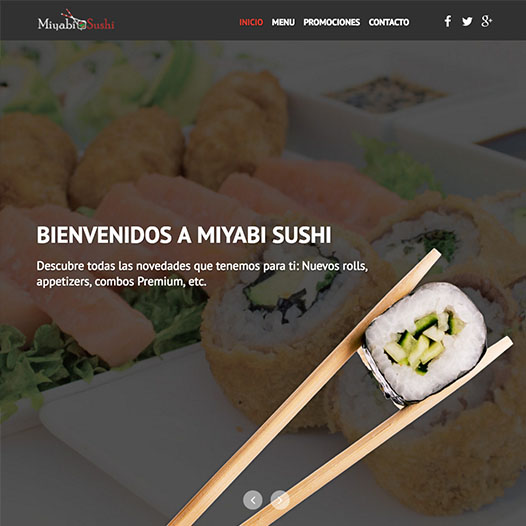 Miyabi Sushi
INICIO MENU PROMOCIONES CONTACTO
BIENVENIDOS A MIYABI SUSHI
Descubre todas las novedades que tenemos para ti: Nuevos rolls,
appetizers, combos Premium, etc.